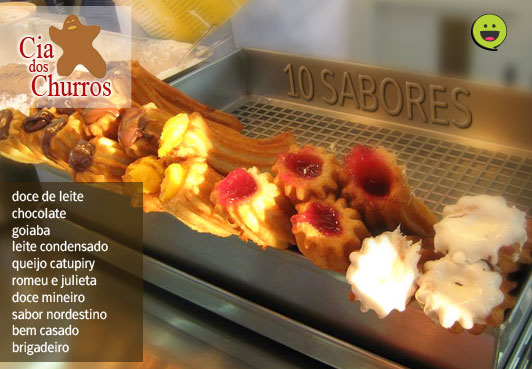 Cia
dos
Churros
10 SABORES
doce de leite
chocolate
goiaba
leite condensado
queijo catupiry
romeu e julieta
doce mineiro
sabor nordestino
bem casado
brigadeiro